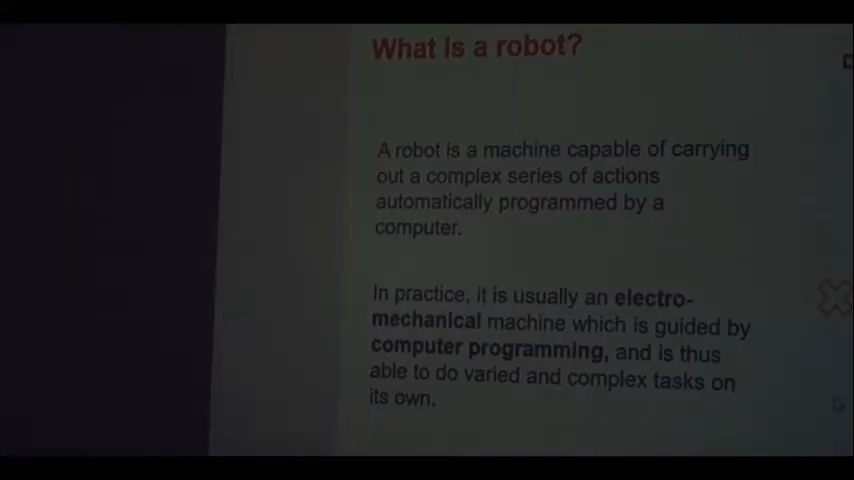 What is a robot?
A robot is a machine capable of carrying
out a complex series of actions
automatically programmed by a
computer.
In practice, it is usually an electro-
mechanical machine which is guided by
computer programming, and is thus
able to do varied and complex tasks on
its own.